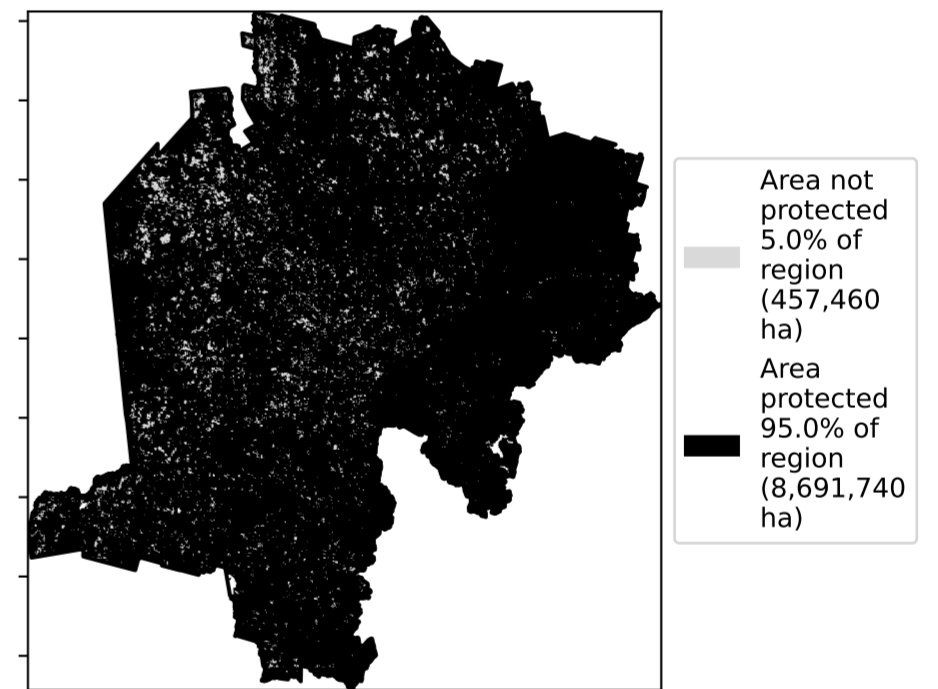 Area not
protected
5.0% of
region
(457,460
ha)
Area
protected
95.0% of
region
(8,691,740
ha)